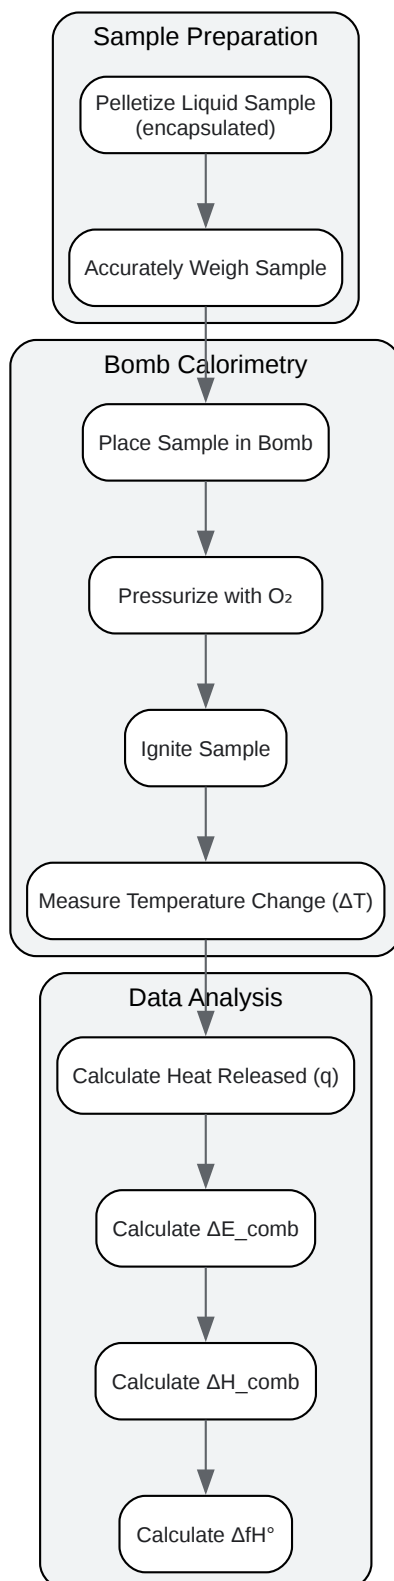 Sample Preparation
Pelletize Liquid Sample
(encapsulated)
Accurately Weigh Sample
Bomb Calorimetry
Place Sample in Bomb
Pressurize with O₂
Ignite Sample
Measure Temperature Change (ΔT)
Data Analysis
Calculate Heat Released (q)
Calculate ΔE_comb
Calculate ΔH_comb
Calculate ΔfH°